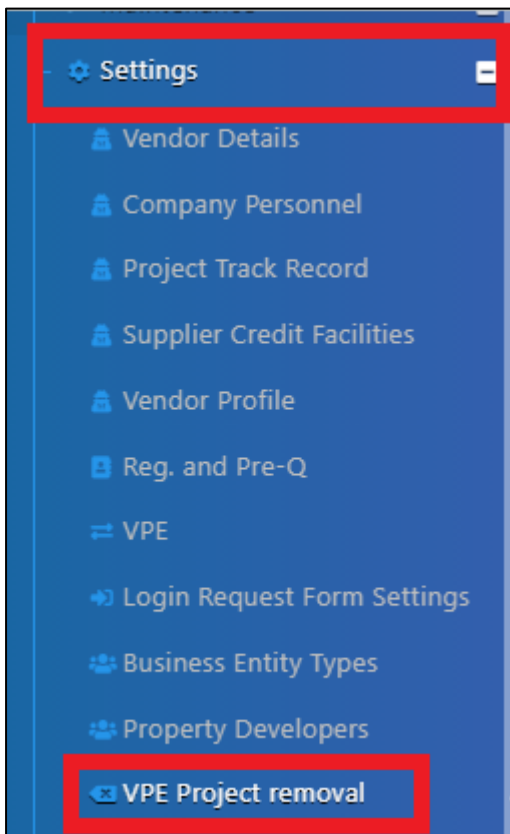 Settings
Vendor Details
Company Personnel
Project Track Record
Supplier Credit Facilities
Vendor Profile
Reg. and Pre-Q
VPE
Login Request Form Settings
Business Entity Types
Property Developers
VPE Project removal